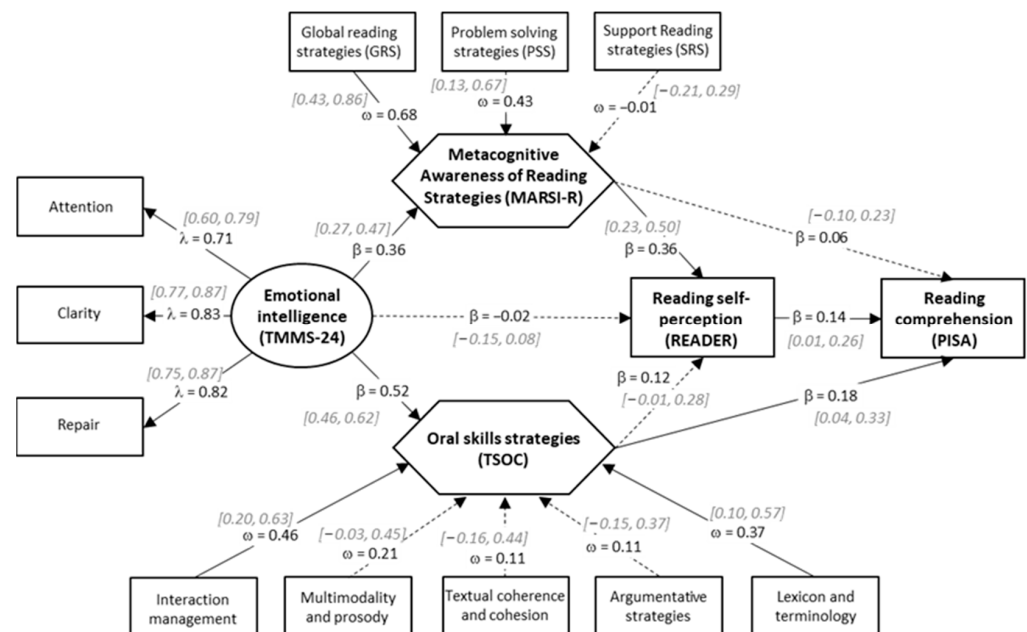 Global reading
strategies (GRS)
Problem solving
strategies (PSS)
Support Reading
strategies (SRS)
[0.43, 0.86]
ω = 0.68
[0.13, 0.67]
ω = 0.43
[−0.21, 0.29]
ω = −0.01
Metacognitive
Awareness of Reading
Strategies (MARSI-R)
Attention
[0.60, 0.79]
λ = 0.71
[0.27, 0.47]
β = 0.36
[0.23, 0.50]
β = 0.36
[−0.10, 0.23]
β = 0.06
Clarity
[0.77, 0.87]
λ = 0.83
Emotional
intelligence
(TMMS-24)
β = −0.02
[−0.15, 0.08]
Reading self-
perception
(READER)
β = 0.14
[0.01, 0.26]
Reading
comprehension
(PISA)
Repair
[0.75, 0.87]
λ = 0.82
β = 0.52
[0.46, 0.62]
β = 0.12
[−0.01, 0.28]
β = 0.18
[0.04, 0.33]
Oral skills strategies
(TSOC)
[0.20, 0.63]
ω = 0.46
[−0.03, 0.45]
ω = 0.21
[−0.16, 0.44]
ω = 0.11
[−0.15, 0.37]
ω = 0.11
[0.10, 0.57]
ω = 0.37
Interaction
management
Multimodality
and prosody
Textual coherence
and cohesion
Argumentative
strategies
Lexicon and
terminology